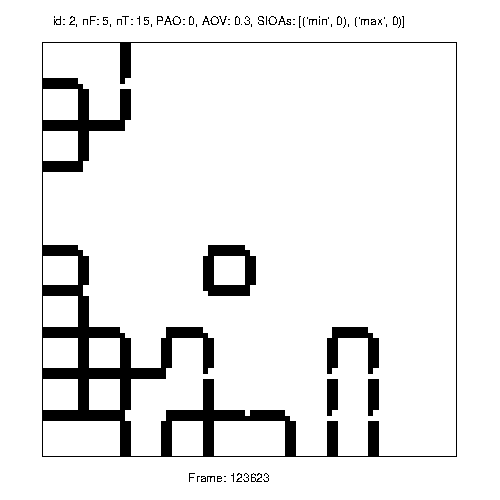 id: 2, nF: 5, nT: 15, PAO: 0, AOV: 0.3, SIOAs: [('min', 0), ('max', 0)]
Frame: 123623